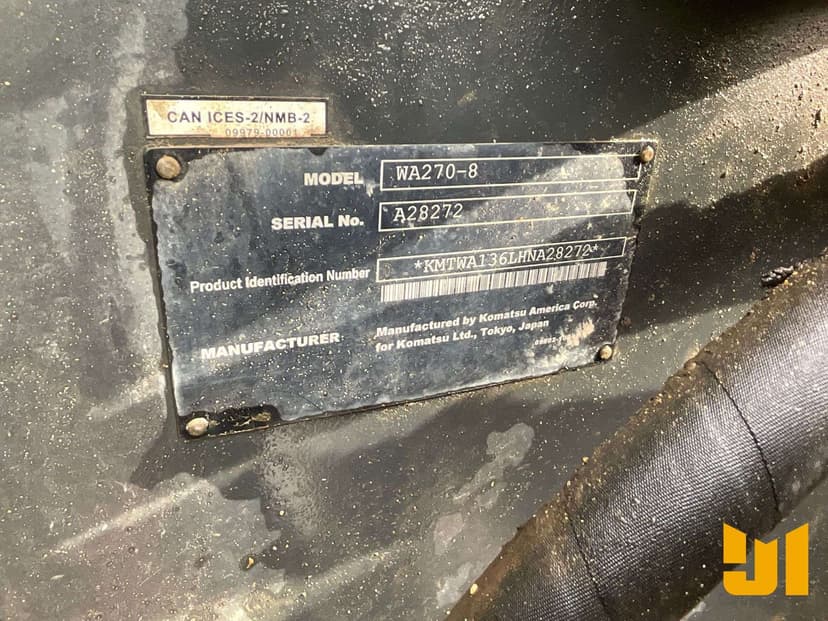 CAN ICES-2/NMB-2
09979-00001
MODEL WA270-8
SERIAL No. A28272
Product Identification Number *KMTWA136LHNA28272*
MANUFACTURER Manufactured by Komatsu America Corp.
for Komatsu Ltd., Tokyo, Japan